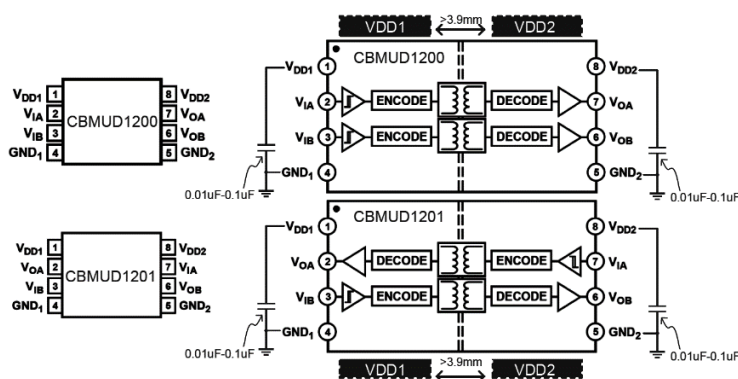 VDD1 >3.9mm VDD2
CBMUD1200
VDD1 1 8 VDD2
VIA 2 7 VOA
VIB 3 6 VOB
GND1 4 5 GND2
CBMUD1200
VDD1 1 8 VDD2
VIA 2 ENCODE DECODE 7 VOA
VIB 3 ENCODE DECODE 6 VOB
GND1 4 5 GND2
0.01uF-0.1uF 0.01uF-0.1uF
CBMUD1201
VDD1 1 8 VDD2
VOA 2 7 VIA
VIB 3 6 VOB
GND1 4 5 GND2
CBMUD1201
VDD1 1 8 VDD2
VOA 2 DECODE ENCODE 7 VIA
VIB 3 ENCODE DECODE 6 VOB
GND1 4 5 GND2
0.01uF-0.1uF 0.01uF-0.1uF
VDD1 >3.9mm VDD2